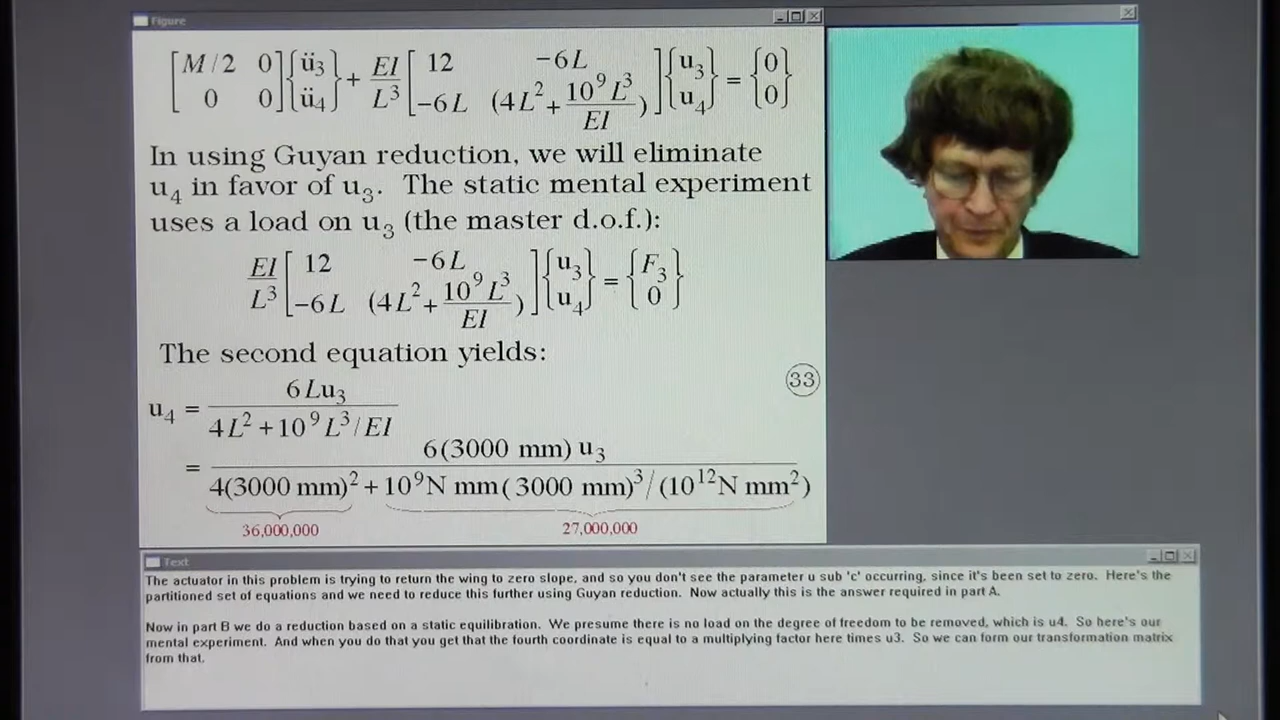 Figure
[M/2 0; 0 0]{ü3; ü4} + EI/L³ [12 -6L; -6L (4L² + 10⁹L³/EI)]{u₃; u₄} = {0; 0}
In using Guyan reduction, we will eliminate
u₄ in favor of u₃. The static mental experiment
uses a load on u₃ (the master d.o.f.):
EI/L³ [12 -6L; -6L (4L² + 10⁹L³/EI)]{u₃; u₄} = {F₃; 0}
The second equation yields:
33
u₄ = 6Lu₃ / 4L² + 10⁹L³/EI
= 6(3000 mm) u₃ / 4(3000 mm)² + 10⁹N mm(3000 mm)³/(10¹²N mm²)
36,000,000 27,000,000
Text
The actuator in this problem is trying to return the wing to zero slope, and so you don't see the parameter u sub 'c' occurring, since it's been set to zero. Here's the
partitioned set of equations and we need to reduce this further using Guyan reduction. Now actually this is the answer required in part A.
Now in part B we do a reduction based on a static equilibration. We presume there is no load on the degree of freedom to be removed, which is u4. So here's our
mental experiment. And when you do that you get that the fourth coordinate is equal to a multiplying factor here times u3. So we can form our transformation matrix
from that.